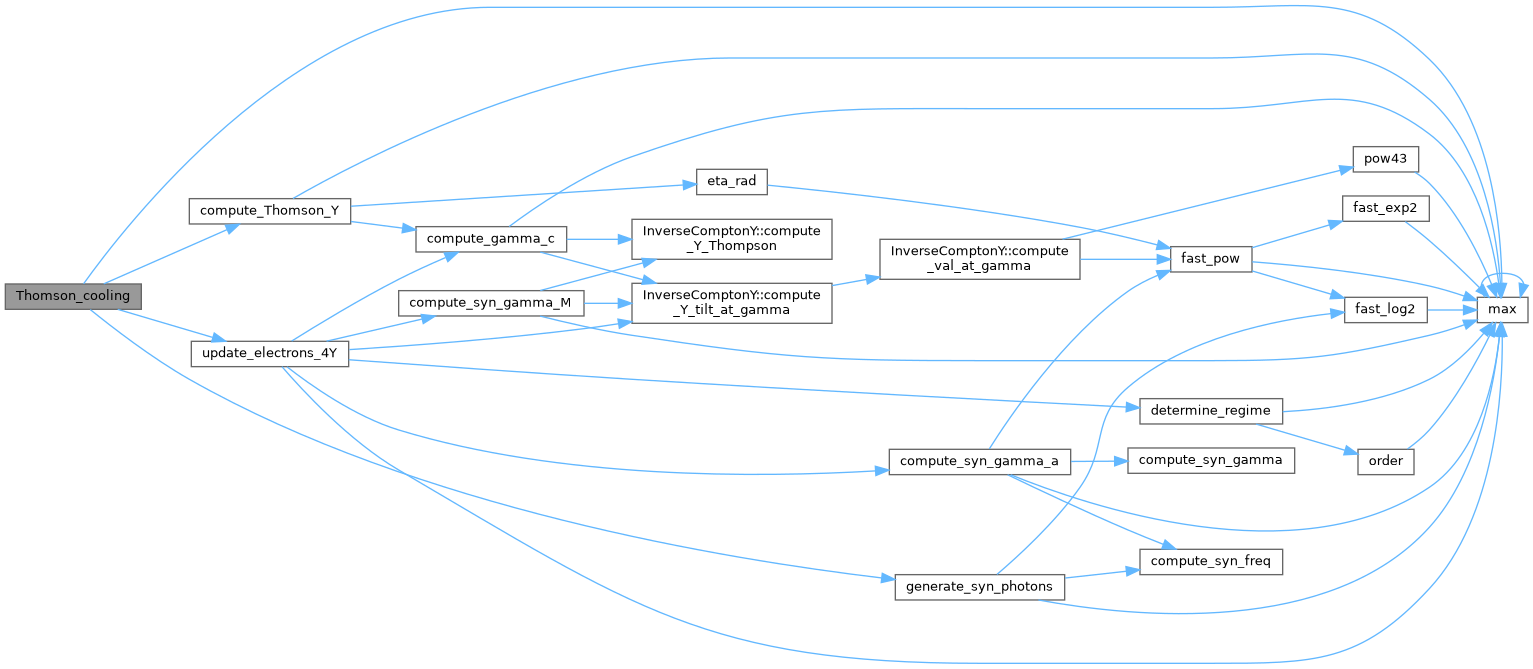 Thomson_cooling
compute_Thomson_Y
update_electrons_4Y
compute_gamma_c
compute_syn_gamma_M
eta_rad
InverseComptonY::compute
_Y_Thompson
InverseComptonY::compute
_Y_tilt_at_gamma
InverseComptonY::compute
_val_at_gamma
compute_syn_gamma_a
generate_syn_photons
fast_pow
determine_regime
compute_syn_gamma
compute_syn_freq
pow43
fast_exp2
fast_log2
order
max